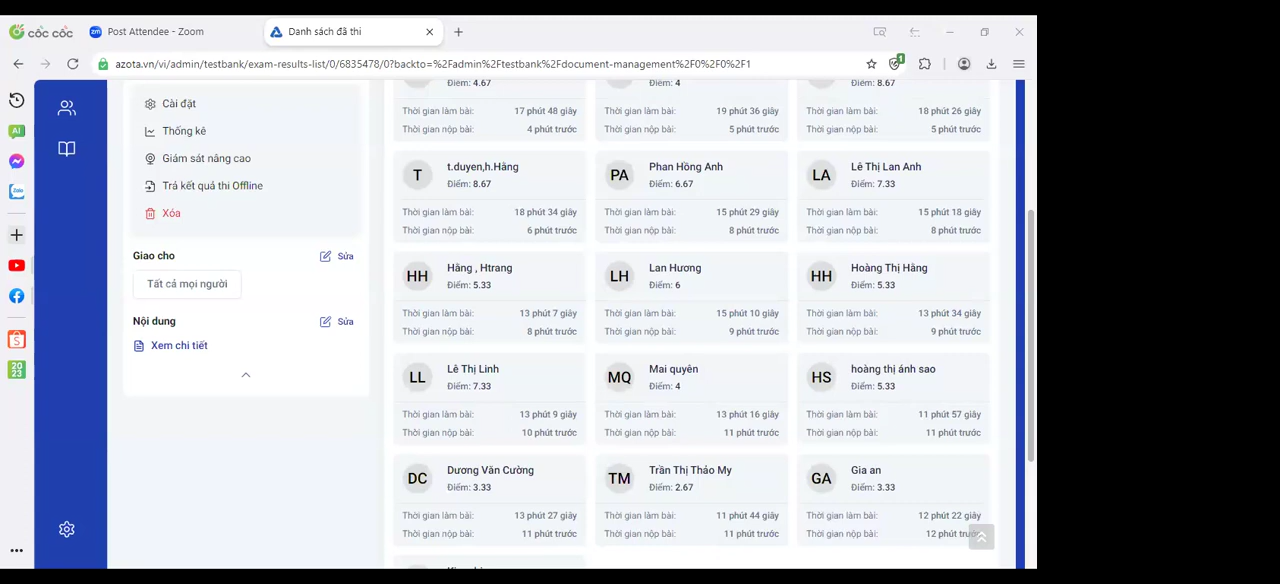 cốc cốc
Post Attendee - Zoom
Danh sách đã thi
azota.vn/vi/admin/testbank/exam-results-list/0/6835478/0?backto=%2Fadmin%2Ftestbank%2Fdocument-management%2F0%2F0%2F1
1
AI
Zalo
2023
Cài đặt
Thống kê
Giám sát nâng cao
Trả kết quả thi Offline
Xóa
Giao cho
Sửa
Tất cả mọi người
Nội dung
Sửa
Xem chi tiết
Điểm: 4.67
Thời gian làm bài: 17 phút 48 giây
Thời gian nộp bài: 4 phút trước
Điểm: 4
Thời gian làm bài: 19 phút 36 giây
Thời gian nộp bài: 5 phút trước
Điểm: 8.67
Thời gian làm bài: 18 phút 26 giây
Thời gian nộp bài: 5 phút trước
T
t.duyen,h.Hằng
Điểm: 8.67
Thời gian làm bài: 18 phút 34 giây
Thời gian nộp bài: 6 phút trước
PA
Phan Hồng Anh
Điểm: 6.67
Thời gian làm bài: 15 phút 29 giây
Thời gian nộp bài: 8 phút trước
LA
Lê Thị Lan Anh
Điểm: 7.33
Thời gian làm bài: 15 phút 18 giây
Thời gian nộp bài: 8 phút trước
HH
Hằng , Htrang
Điểm: 5.33
Thời gian làm bài: 13 phút 7 giây
Thời gian nộp bài: 8 phút trước
LH
Lan Hương
Điểm: 6
Thời gian làm bài: 15 phút 10 giây
Thời gian nộp bài: 9 phút trước
HH
Hoàng Thị Hằng
Điểm: 5.33
Thời gian làm bài: 13 phút 34 giây
Thời gian nộp bài: 9 phút trước
LL
Lê Thị Linh
Điểm: 7.33
Thời gian làm bài: 13 phút 9 giây
Thời gian nộp bài: 10 phút trước
MQ
Mai quyên
Điểm: 4
Thời gian làm bài: 13 phút 16 giây
Thời gian nộp bài: 11 phút trước
HS
hoàng thị ánh sao
Điểm: 5.33
Thời gian làm bài: 11 phút 57 giây
Thời gian nộp bài: 11 phút trước
DC
Dương Văn Cường
Điểm: 3.33
Thời gian làm bài: 13 phút 27 giây
Thời gian nộp bài: 11 phút trước
TM
Trần Thị Thảo My
Điểm: 2.67
Thời gian làm bài: 11 phút 44 giây
Thời gian nộp bài: 11 phút trước
GA
Gia an
Điểm: 3.33
Thời gian làm bài: 12 phút 22 giây
Thời gian nộp bài: 12 phút trước